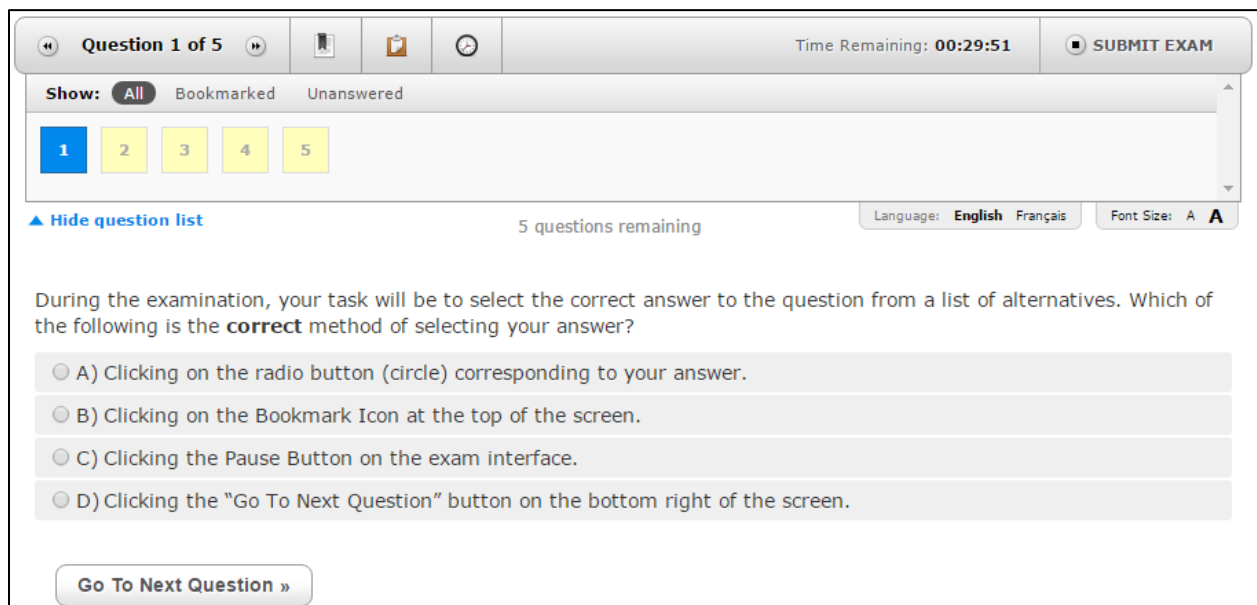 Question 1 of 5 Time Remaining: 00:29:51 SUBMIT EXAM
Show: All Bookmarked Unanswered
1 2 3 4 5
Hide question list 5 questions remaining Language: English Français Font Size: A A
During the examination, your task will be to select the correct answer to the question from a list of alternatives. Which of
the following is the correct method of selecting your answer?
A) Clicking on the radio button (circle) corresponding to your answer.
B) Clicking on the Bookmark Icon at the top of the screen.
C) Clicking the Pause Button on the exam interface.
D) Clicking the “Go To Next Question” button on the bottom right of the screen.
Go To Next Question »